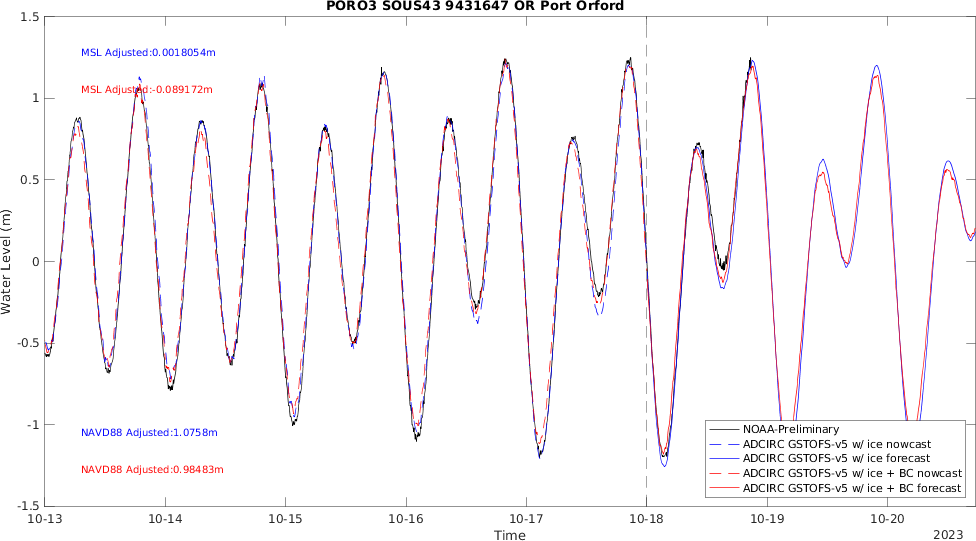 PORO3 SOUS43 9431647 OR Port Orford
1.5
MSL Adjusted:0.0018054m
MSL Adjusted:-0.089172m
1
0.5
0
-0.5
-1
-1.5
Water Level (m)
NAVD88 Adjusted:1.0758m
NAVD88 Adjusted:0.98483m
NOAA-Preliminary
ADCIRC GSTOFS-v5 w/ ice nowcast
ADCIRC GSTOFS-v5 w/ ice forecast
ADCIRC GSTOFS-v5 w/ ice + BC nowcast
ADCIRC GSTOFS-v5 w/ ice + BC forecast
10-13 10-14 10-15 10-16 10-17 10-18 10-19 10-20
Time
2023